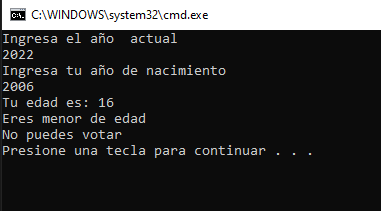 C:\WINDOWS\system32\cmd.exe
Ingresa el año  actual
2022
Ingresa tu año de nacimiento
2006
Tu edad es: 16
Eres menor de edad
No puedes votar
Presione una tecla para continuar . . .